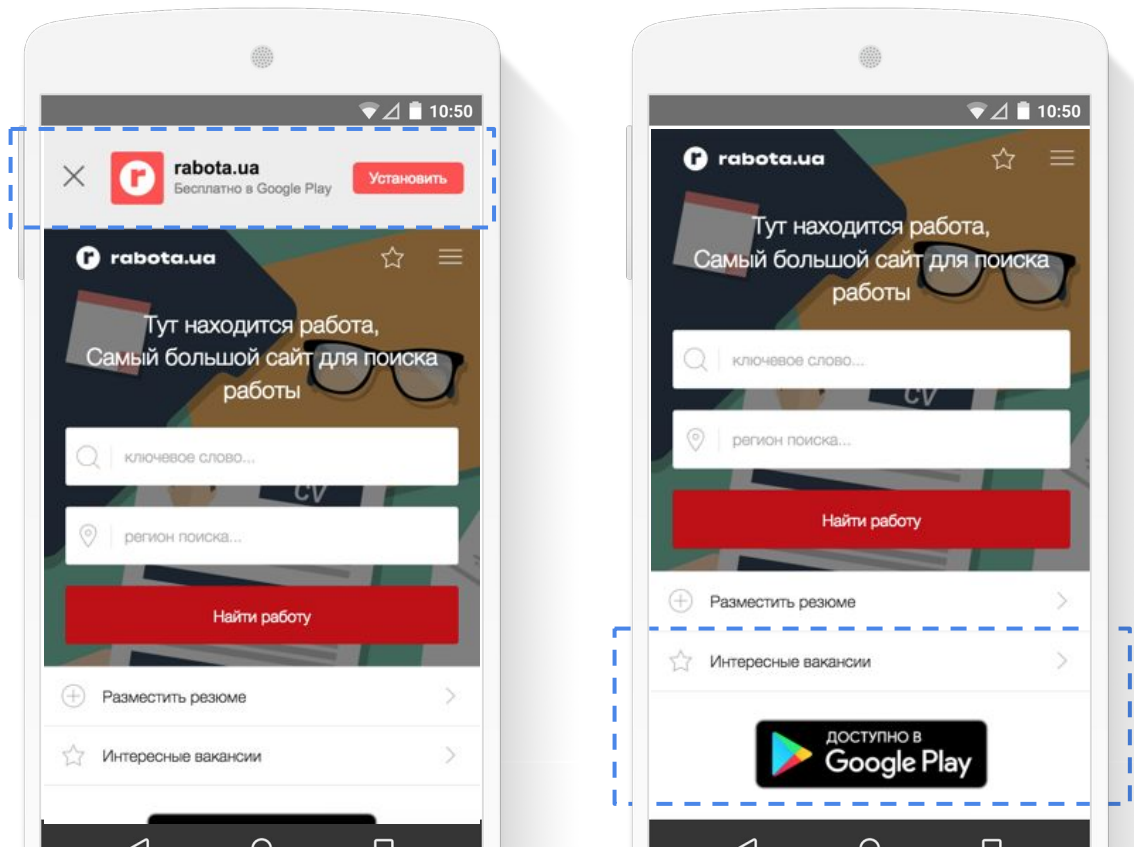 10:50
rabota.ua
Бесплатно в Google Play
Установить
rabota.ua
Тут находится работа,
Самый большой сайт для поиска
работы
ключевое слово...
CV
регион поиска...
Найти работу
Разместить резюме
Интересные вакансии
10:50
rabota.ua
Тут находится работа,
Самый большой сайт для поиска
работы
ключевое слово...
CV
регион поиска...
Найти работу
Разместить резюме
Интересные вакансии
ДОСТУПНО В
Google Play